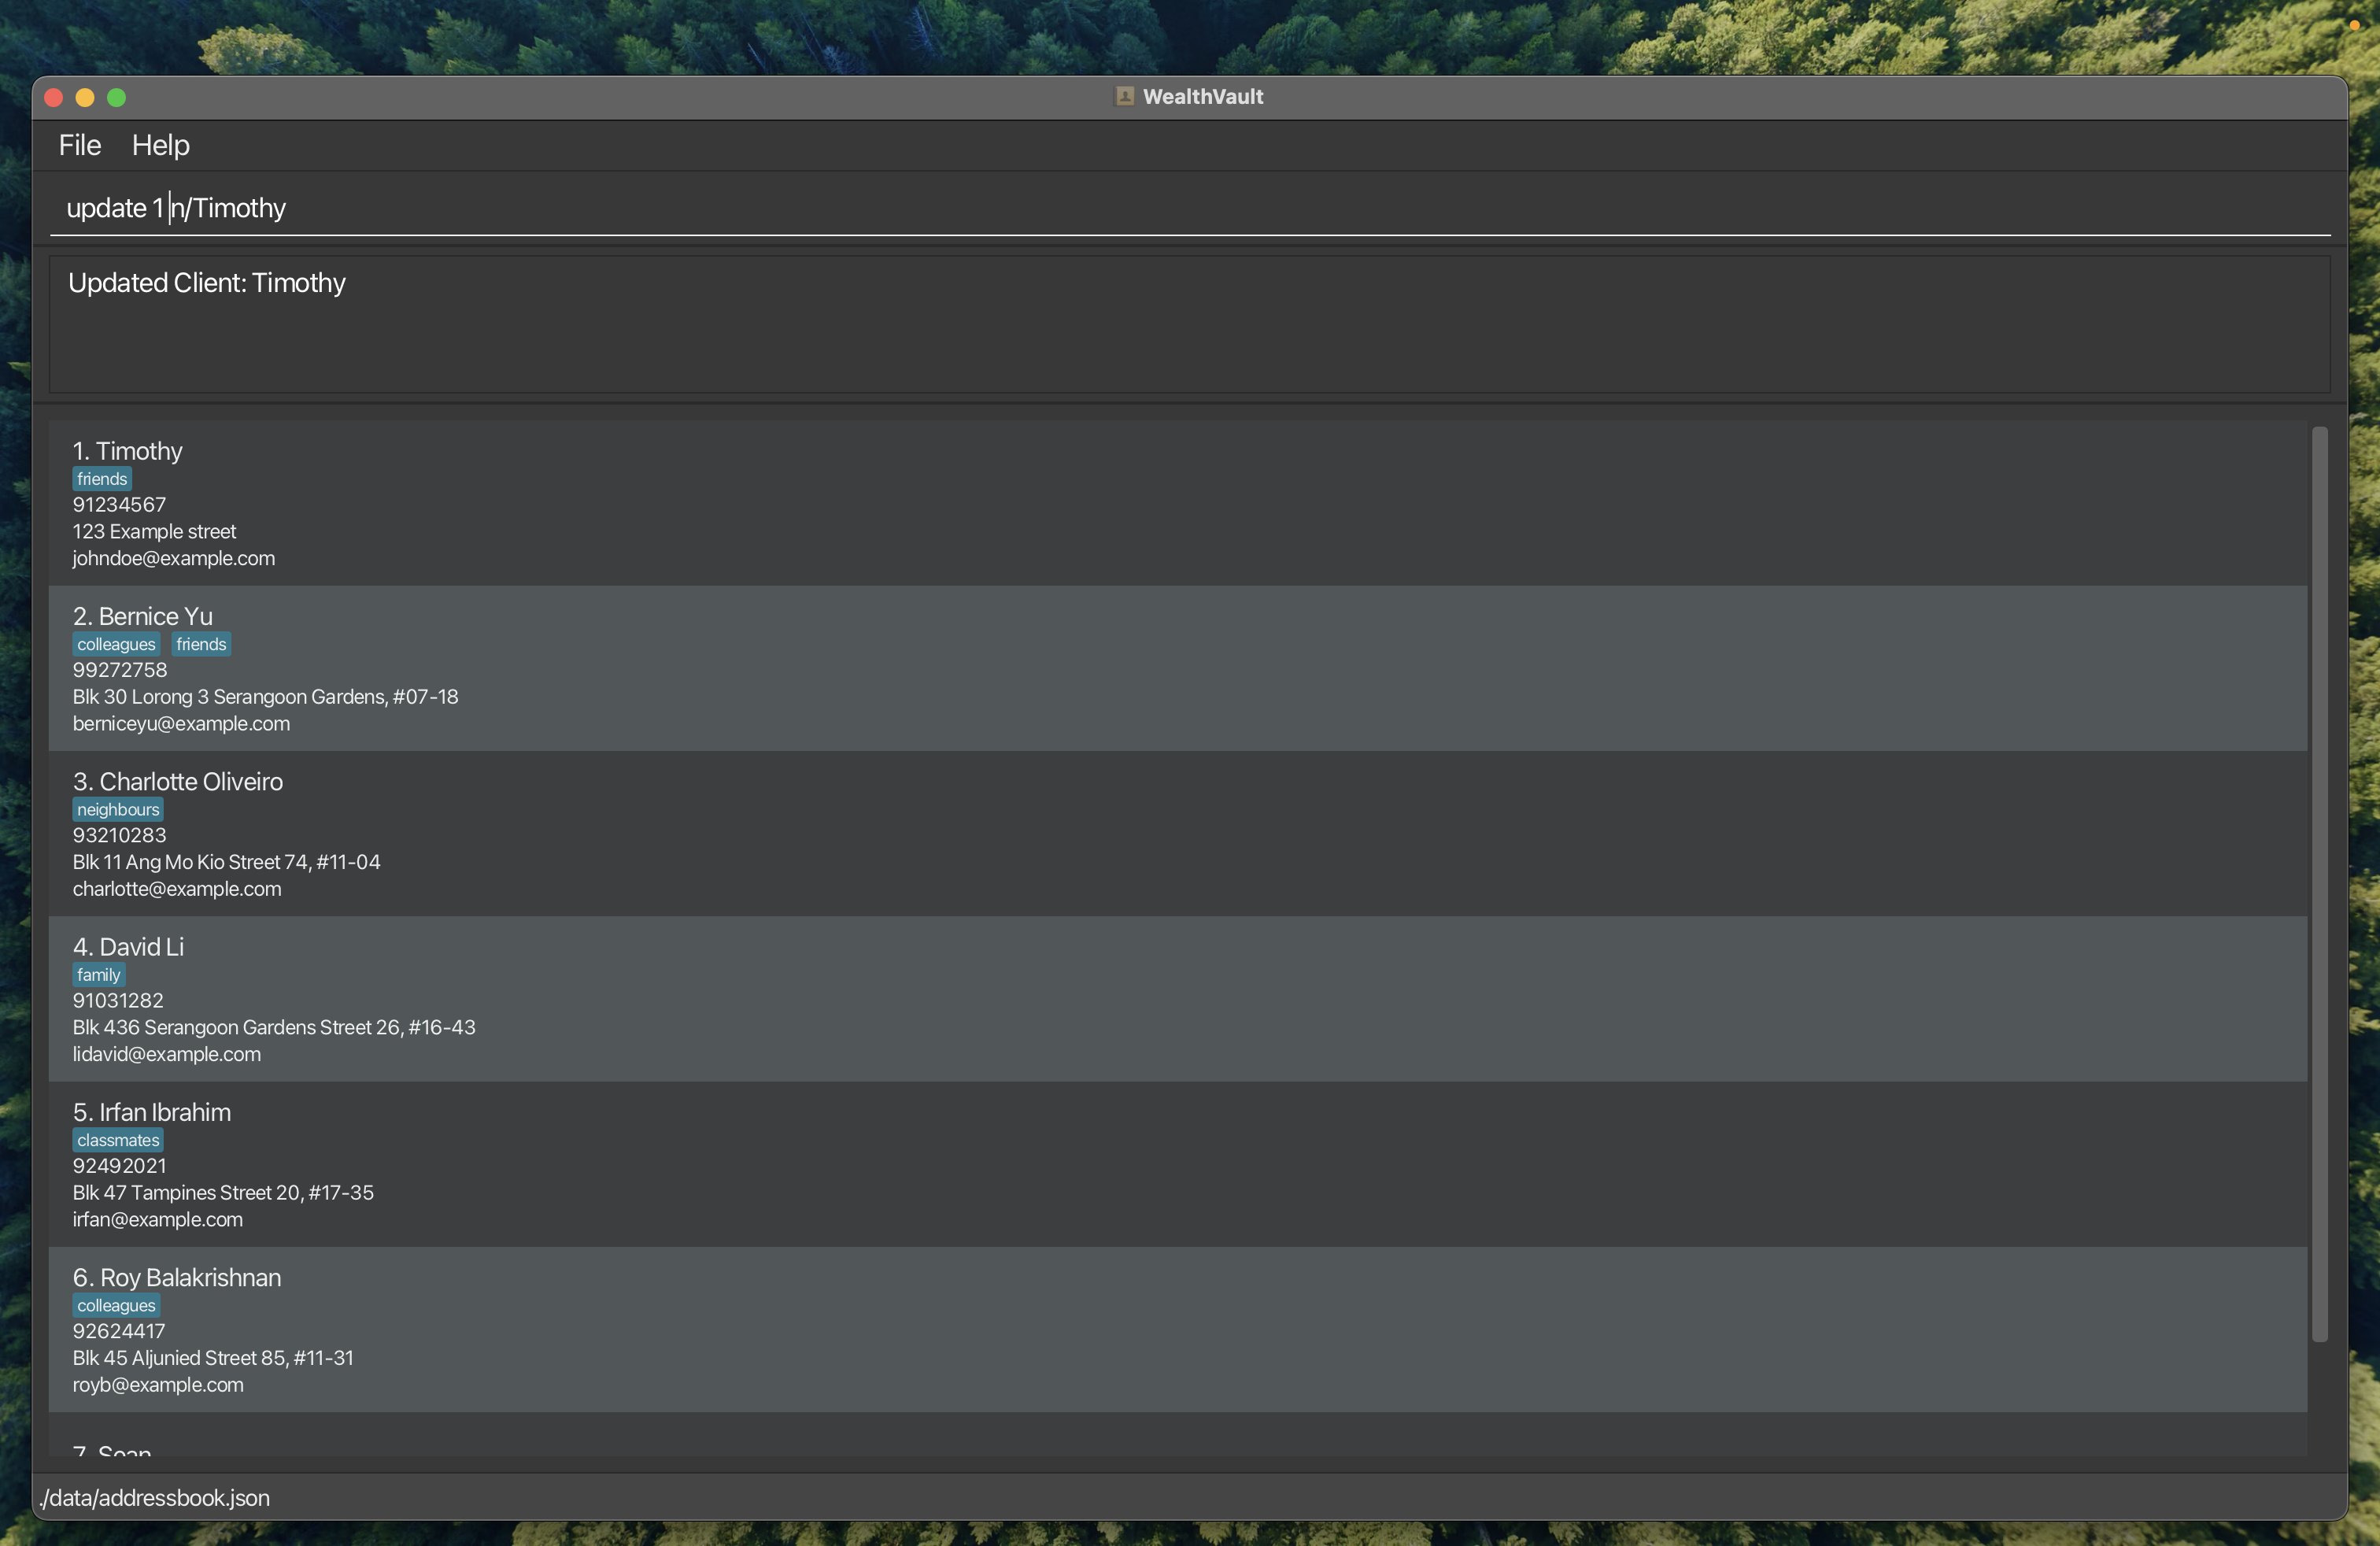 WealthVault
File Help
update 1 n/Timothy
Updated Client: Timothy
1. Timothy
friends
91234567
123 Example street
johndoe@example.com
2. Bernice Yu
colleagues friends
99272758
Blk 30 Lorong 3 Serangoon Gardens, #07-18
berniceyu@example.com
3. Charlotte Oliveiro
neighbours
93210283
Blk 11 Ang Mo Kio Street 74, #11-04
charlotte@example.com
4. David Li
family
91031282
Blk 436 Serangoon Gardens Street 26, #16-43
lidavid@example.com
5. Irfan Ibrahim
classmates
92492021
Blk 47 Tampines Street 20, #17-35
irfan@example.com
6. Roy Balakrishnan
colleagues
92624417
Blk 45 Aljunied Street 85, #11-31
royb@example.com
7. Sean
./data/addressbook.json